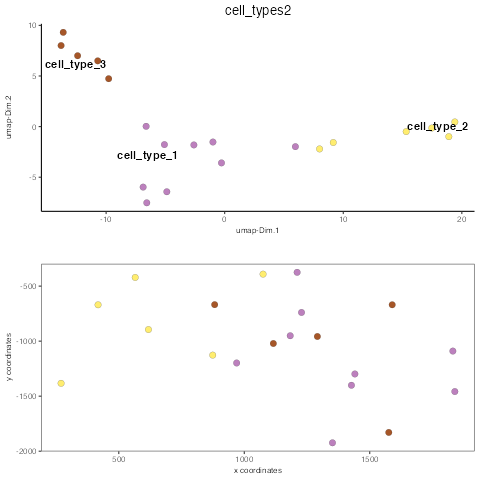 cell_types2
10
5
0
-5
umap-Dim.2
cell_type_3
cell_type_1
cell_type_2
-10
0
10
20
umap-Dim.1
-500
-1000
-1500
-2000
y coordinates
500
1000
1500
x coordinates